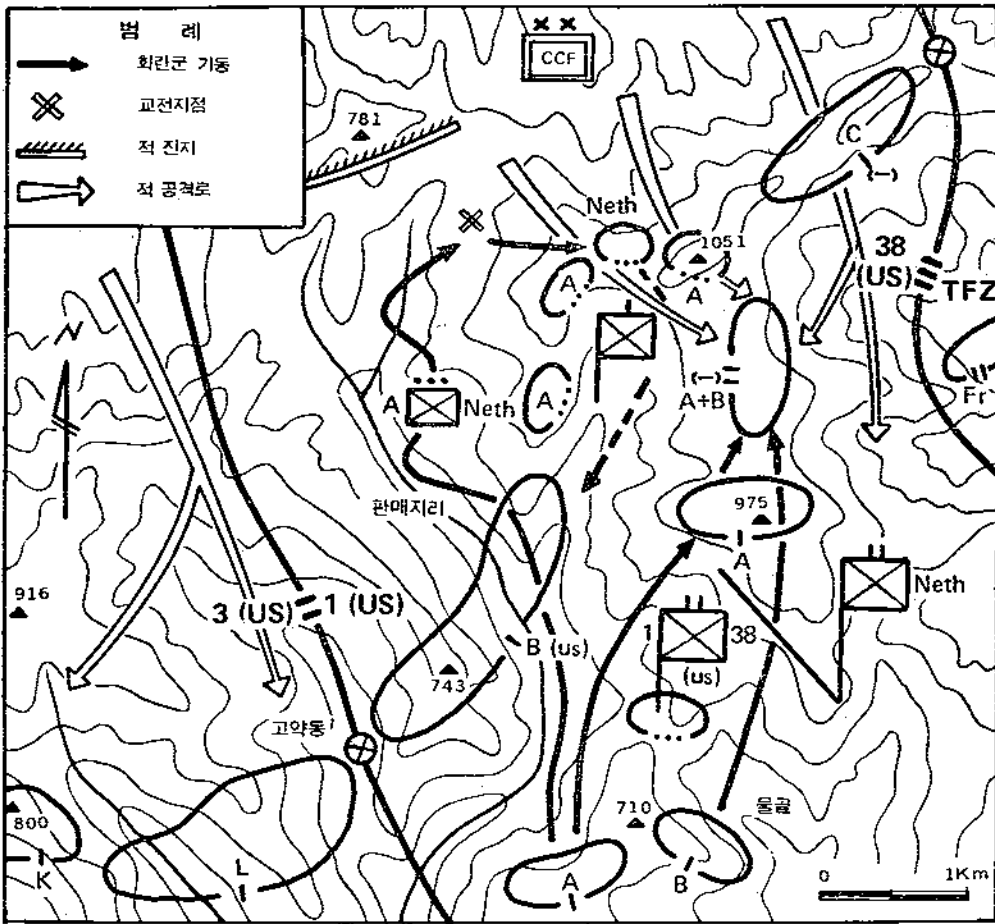 범 례
화란군 기동
교전지점
적 진지
적 공격로
CCF
781
C
(−)
Neth
1051
38
(US)
TFZ
A
A
Fr
A
Neth
A
(−)
A+B
판매지리
975
A
Neth
916
3 (US)
1 (US)
B (us)
1
38
(us)
743
고약동
물골
710
800
K
L
A
B
0
1Km
N